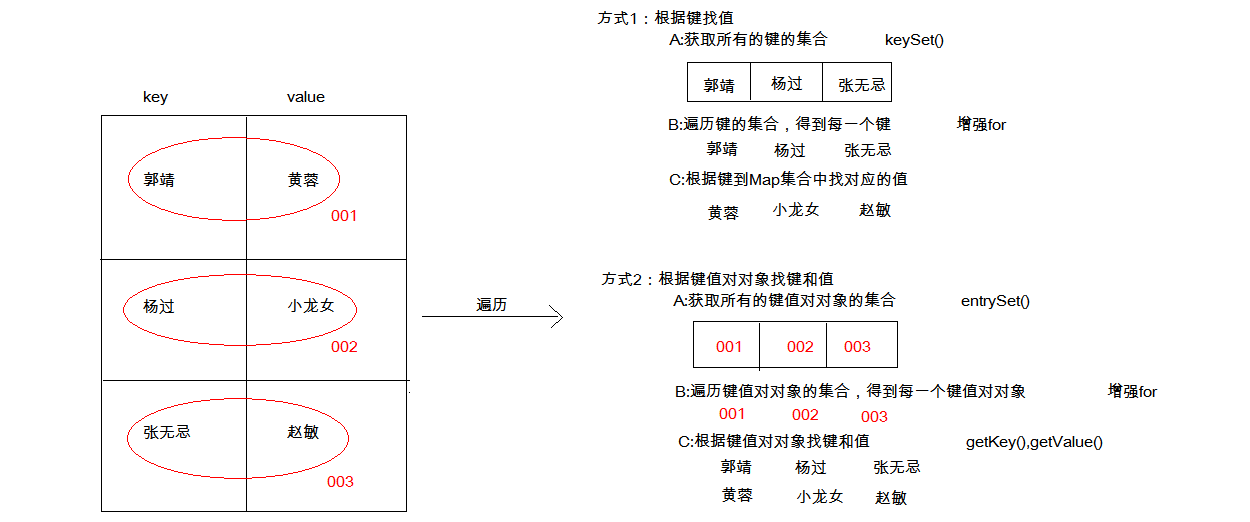 key value
郭靖 黄蓉
001
杨过 小龙女
002
张无忌 赵敏
003
遍历
方式1：根据键找值
A:获取所有的键的集合 keySet()
郭靖 杨过 张无忌
B:遍历键的集合，得到每一个键 增强for
郭靖 杨过 张无忌
C:根据键到Map集合中找对应的值
黄蓉 小龙女 赵敏
方式2：根据键值对对象找键和值
A:获取所有的键值对对象的集合 entrySet()
001 002 003
B:遍历键值对对象的集合，得到每一个键值对对象 增强for
001 002 003
C:根据键值对对象找键和值 getKey(),getValue()
郭靖 杨过 张无忌
黄蓉 小龙女 赵敏